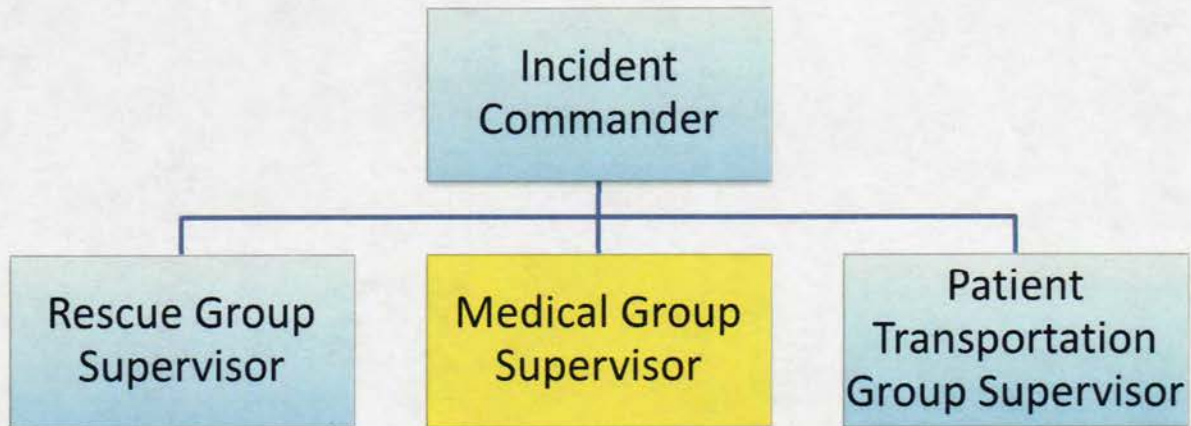 Incident
Commander
Rescue Group
Supervisor
Medical Group
Supervisor
Patient
Transportation
Group Supervisor